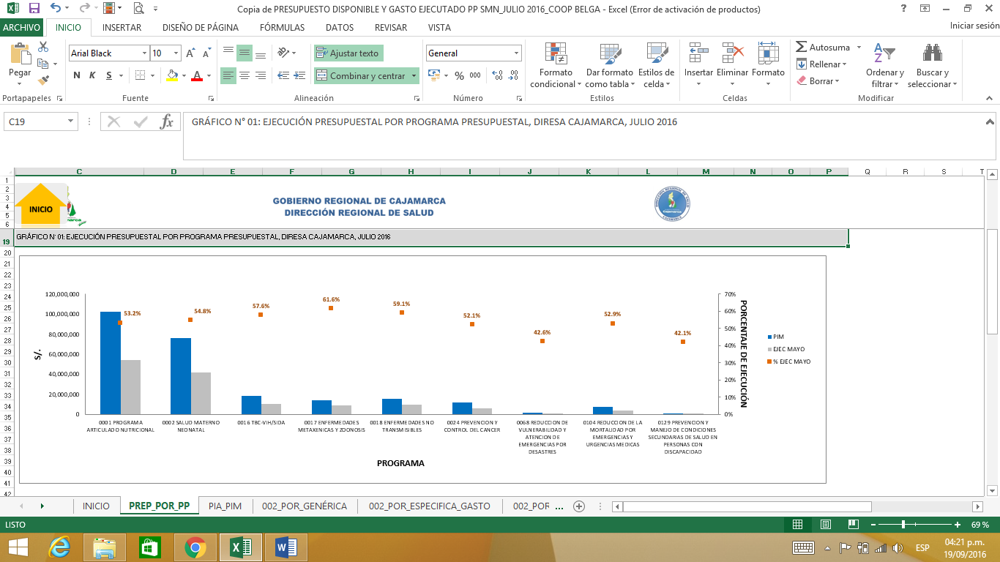 Copia de PRESUPUESTO DISPONIBLE Y GASTO EJECUTADO PP SMN_JULIO 2016_COOP BELGA - Excel (Error de activación de productos)
ARCHIVO INICIO INSERTAR DISEÑO DE PÁGINA FÓRMULAS DATOS REVISAR VISTA Iniciar sesión
Pegar
Arial Black 10
N K S
Ajustar texto
Combinar y centrar
General
% 000
Formato condicional
Dar formato como tabla
Estilos de celda
Insertar Eliminar Formato
Autosuma
Rellenar
Borrar
Ordenar y filtrar
Buscar y seleccionar
Portapapeles Fuente Alineación Número Estilos Celdas Modificar
C19 fx GRÁFICO N° 01: EJECUCIÓN PRESUPUESTAL POR PROGRAMA PRESUPUESTAL, DIRESA CAJAMARCA, JULIO 2016
C D E F G H I J K L M N O P Q R S T
1
2
3
4
5
6
INICIO
GOBIERNO REGIONAL DE CAJAMARCA
DIRECCIÓN REGIONAL DE SALUD
19 GRÁFICO N° 01: EJECUCIÓN PRESUPUESTAL POR PROGRAMA PRESUPUESTAL, DIRESA CAJAMARCA, JULIO 2016
20
21
22
23
24
25
26
27
28
29
30
31
32
33
34
35
36
37
38
39
40
41
42
120,000,000
100,000,000
80,000,000
60,000,000
40,000,000
20,000,000
0
S/.
53.2% 54.8% 57.6% 61.6% 59.1% 52.1% 42.6% 52.9% 42.1%
70%
60%
50%
40%
30%
20%
10%
0%
PORCENTAJE DE EJECUCIÓN
PIM
EJEC MAYO
% EJEC MAYO
0001 PROGRAMA
ARTICULADO NUTRICIONAL
0002 SALUD MATERNO
NEONATAL
0016 TBC-VIH/SIDA
0017 ENFERMEDADES
METAXENICAS Y ZOONOSIS
0018 ENFERMEDADES NO
TRANSMISIBLES
0024 PREVENCION Y
CONTROL DEL CANCER
0068 REDUCCION DE
VULNERABILIDAD Y
ATENCION DE
EMERGENCIAS POR
DESASTRES
0104 REDUCCION DE LA
MORTALIDAD POR
EMERGENCIAS Y
URGENCIAS MEDICAS
0129 PREVENCION Y
MANEJO DE CONDICIONES
SECUNDARIAS DE SALUD EN
PERSONAS CON
DISCAPACIDAD
PROGRAMA
INICIO PREP_POR_PP PIA_PIM 002_POR_GENÉRICA 002_POR_ESPECIFICA_GASTO 002_POR ...
LISTO 69 %
ESP
04:21 p.m.
19/09/2016